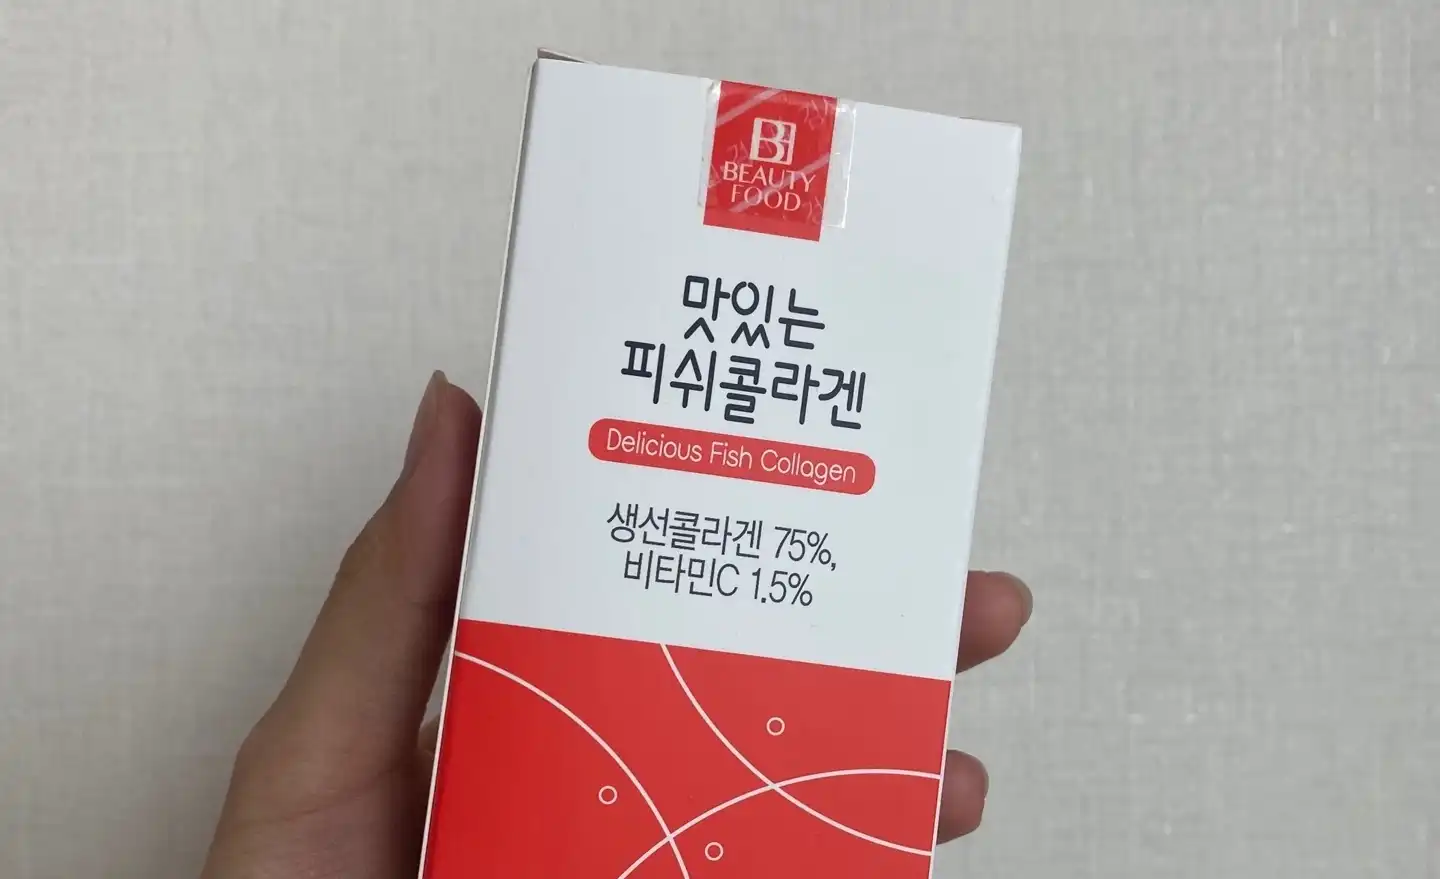 BEAUTY
FOOD
맛있는
피쉬콜라겐
Delicious Fish Collagen
생선콜라겐 75%,
비타민C 1.5%